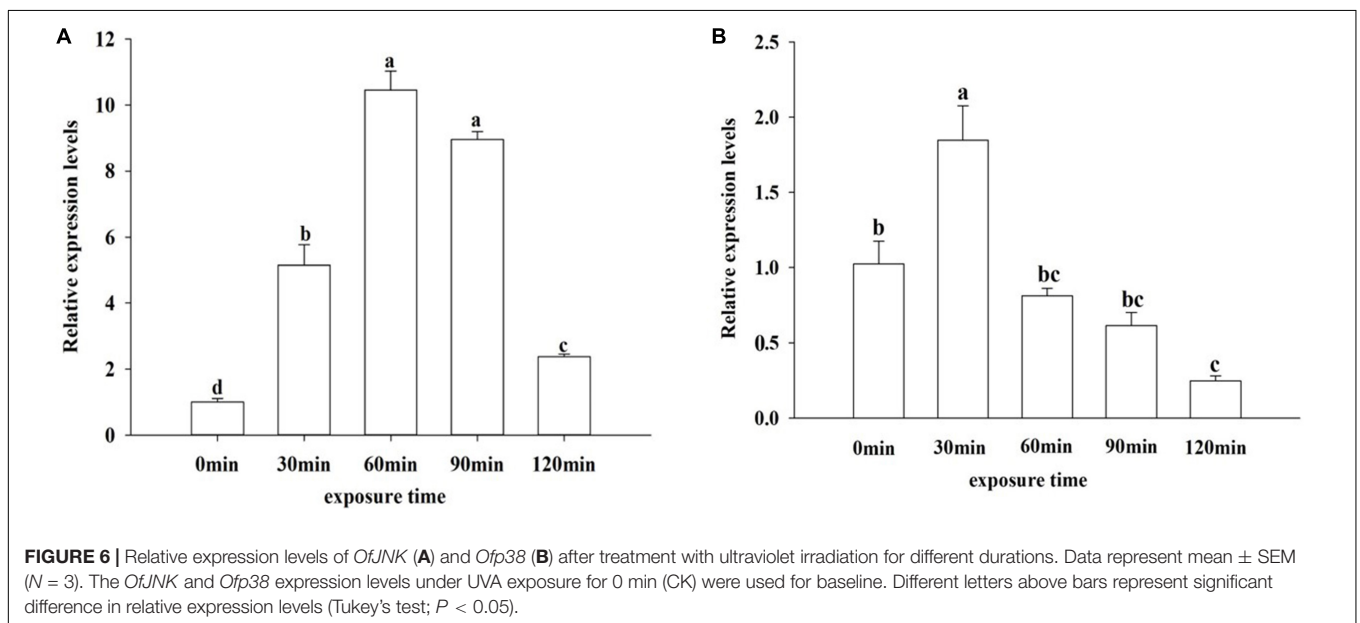 A
12
10
8
6
4
2
0
Relative expression levels
d
b
a
a
c
0min 30min 60min 90min 120min
exposure time
B
2.5
2.0
1.5
1.0
0.5
0.0
Relative expression levels
b
a
bc
bc
c
0min 30min 60min 90min 120min
exposure time
FIGURE 6 | Relative expression levels of OfJNK (A) and Ofp38 (B) after treatment with ultraviolet irradiation for different durations. Data represent mean ± SEM
(N = 3). The OfJNK and Ofp38 expression levels under UVA exposure for 0 min (CK) were used for baseline. Different letters above bars represent significant
difference in relative expression levels (Tukey's test; P < 0.05).